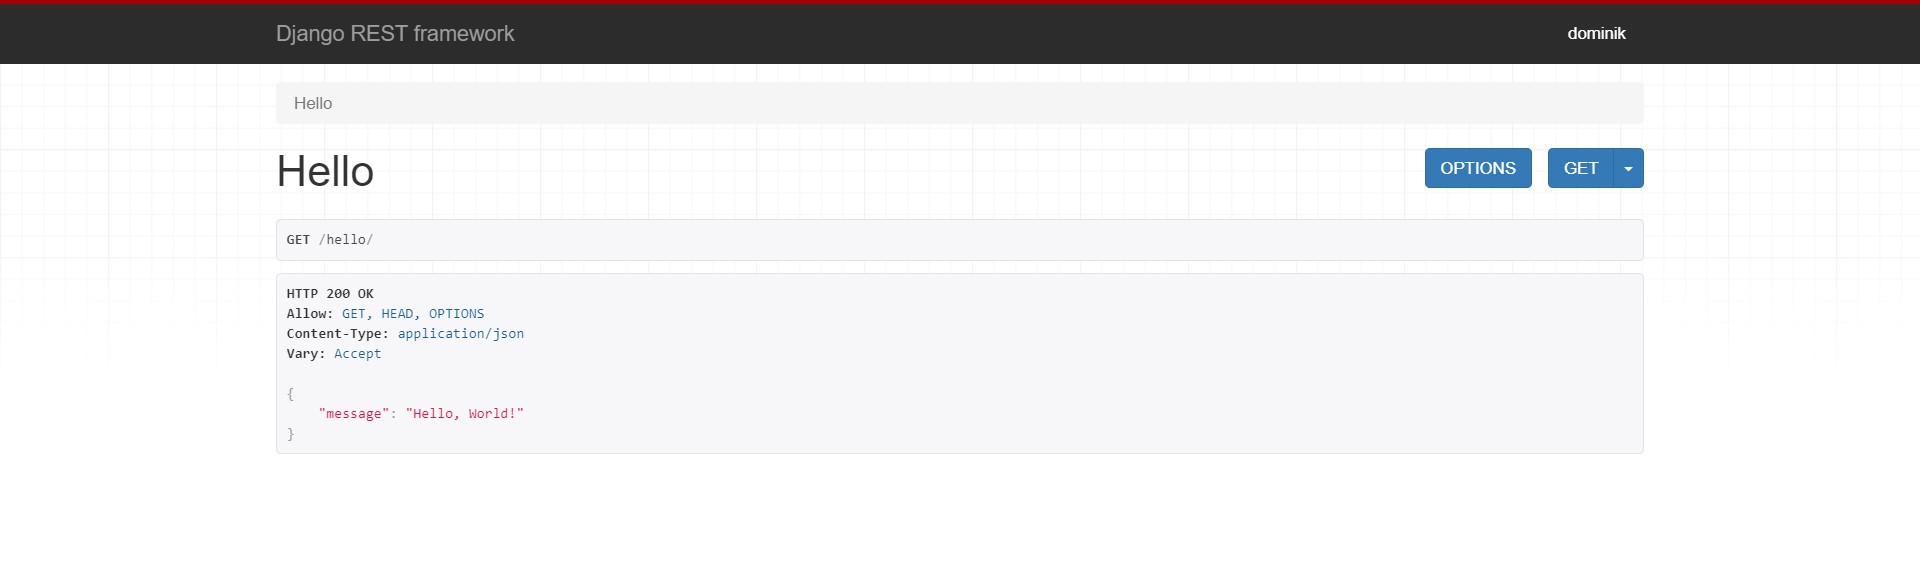 Django REST framework
dominik
Hello
Hello
OPTIONS
GET
GET /hello/
HTTP 200 OK
Allow: GET, HEAD, OPTIONS
Content-Type: application/json
Vary: Accept
{
    "message": "Hello, World!"
}